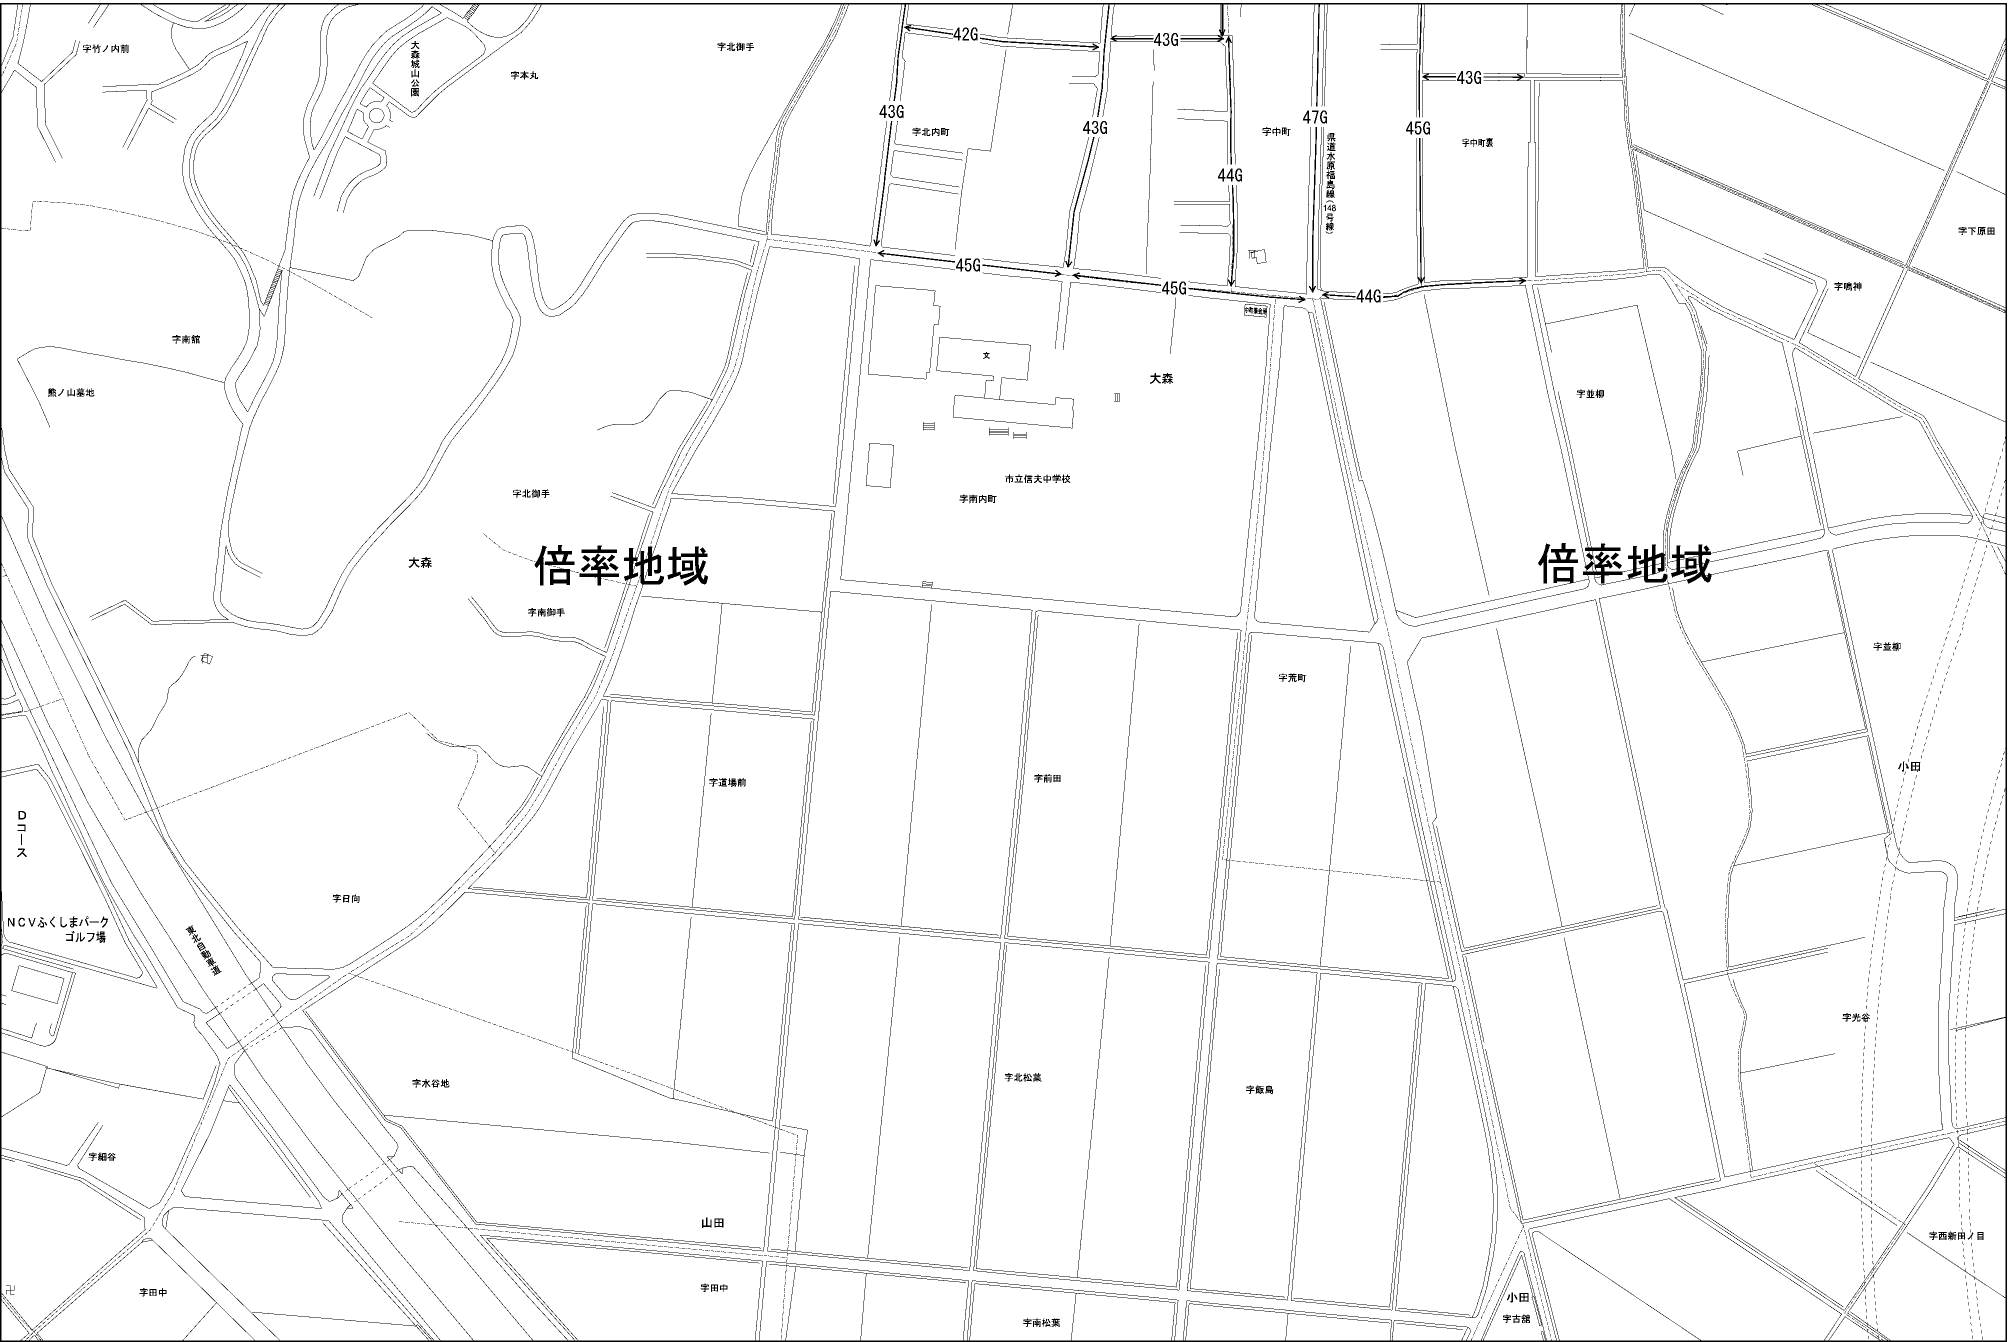 字竹ノ内前
大森城山公園
字本丸
字北御手
42G
43G
43G
47G
43G
43G
字北内町
43G
字中町
45G
字中町裏
44G
県道水原福島線（148号線）
字下原田
45G
45G
44G
字鳴神
字南舘
文
大森
熊ノ山墓地
字並柳
市立信夫中学校
字南内町
字北御手
大森
倍率地域
倍率地域
字南御手
字並柳
字荒町
小田
字道場前
字前田
Dコース
字日向
NCVふくしまパーク
ゴルフ場
東北自動車道
字光谷
字水谷地
字北松葉
字飯島
字細谷
山田
字西新田ノ目
字田中
字田中
小田
字古舘
字南松葉